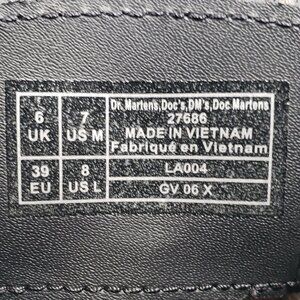 6 UK
7 US M
39 EU
8 US L
Dr. Martens, Doc's, DM's, Doc Martens
27686
MADE IN VIETNAM
Fabriqué en Vietnam
LA004
GV 06 X